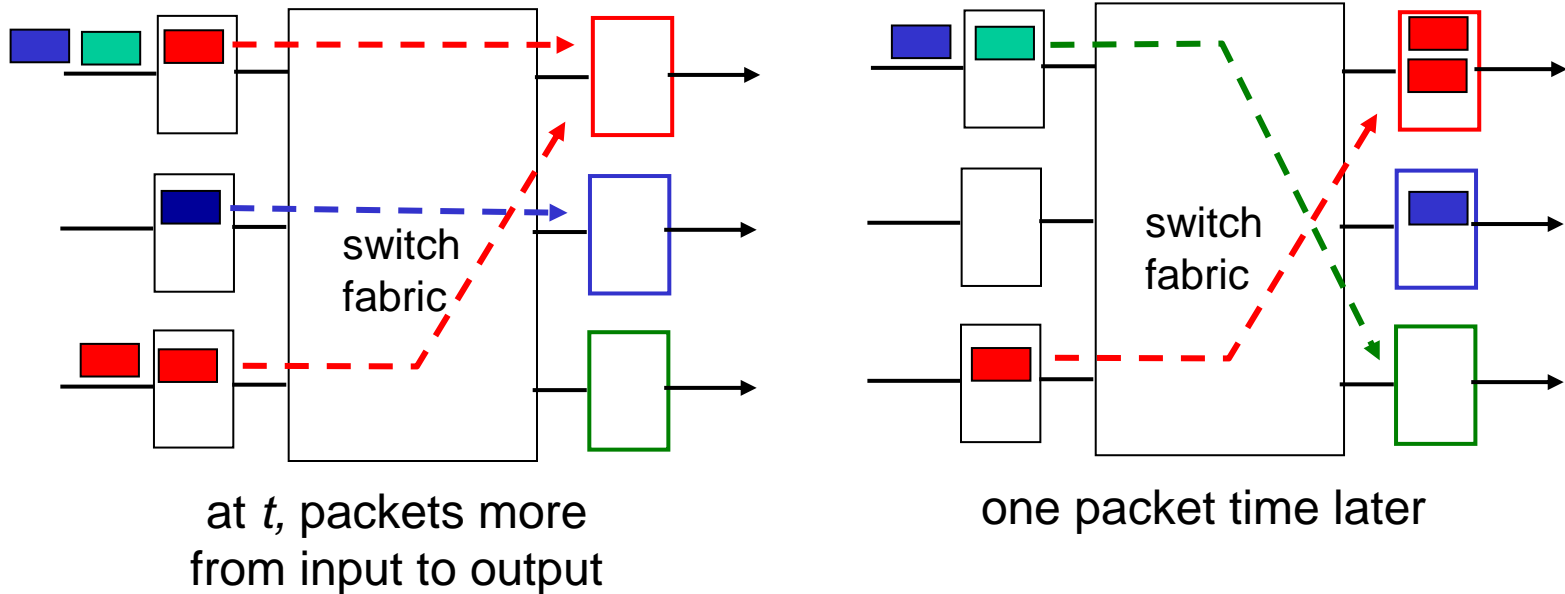 switch
fabric
at t, packets more
from input to output
switch
fabric
one packet time later